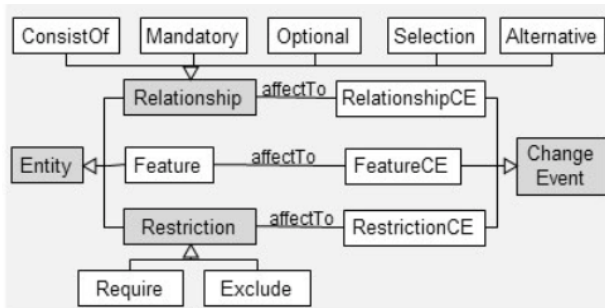 ConsistOf Mandatory Optional Selection Alternative
Relationship affectTo RelationshipCE
Entity Feature affectTo FeatureCE Change Event
Restriction affectTo RestrictionCE
Require Exclude